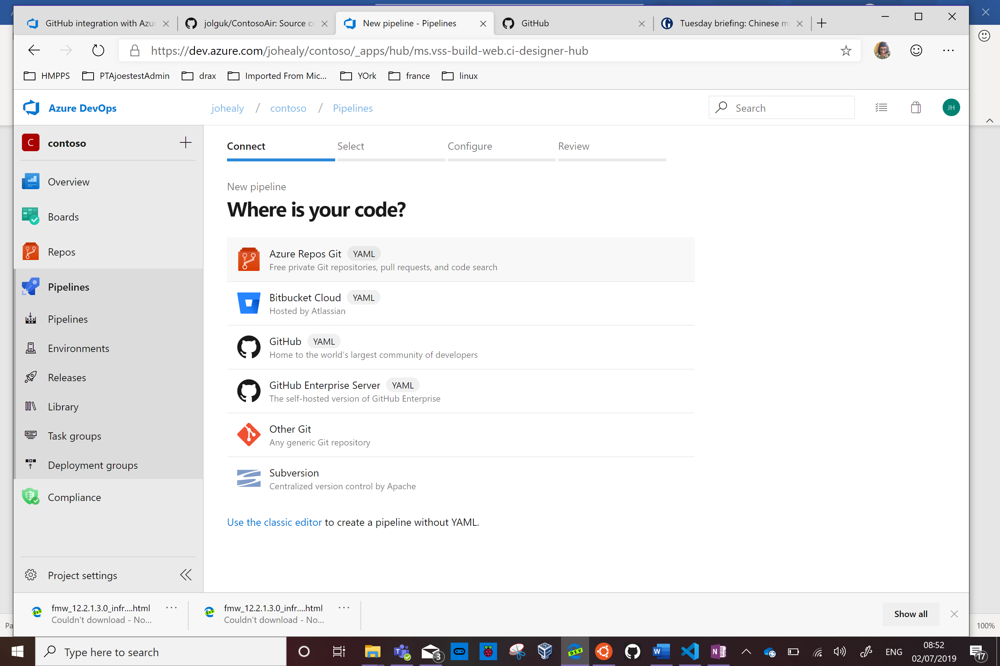 GitHub integration with Azur
jolguk/ContosoAir: Source co
New pipeline - Pipelines
GitHub
Tuesday briefing: Chinese m
https://dev.azure.com/johealy/contoso/_apps/hub/ms.vss-build-web.ci-designer-hub
HMPPS
PTAjoestestAdmin
drax
Imported From Mic...
YOrk
france
linux
Azure DevOps
johealy / contoso / Pipelines
Search
JH
C
contoso
Overview
Boards
Repos
Pipelines
Pipelines
Environments
Releases
Library
Task groups
Deployment groups
Compliance
Project settings
Connect
Select
Configure
Review
New pipeline
Where is your code?
Azure Repos Git YAML
Free private Git repositories, pull requests, and code search
Bitbucket Cloud YAML
Hosted by Atlassian
GitHub YAML
Home to the world’s largest community of developers
GitHub Enterprise Server YAML
The self-hosted version of GitHub Enterprise
Other Git
Any generic Git repository
Subversion
Centralized version control by Apache
Use the classic editor to create a pipeline without YAML.
fmw_12.2.1.3.0_infr....html
Couldn't download - No...
fmw_12.2.1.3.0_infr....html
Couldn't download - No...
Show all
Pa
100%
Type here to search
3
DEV
ENG
08:52
02/07/2019
17